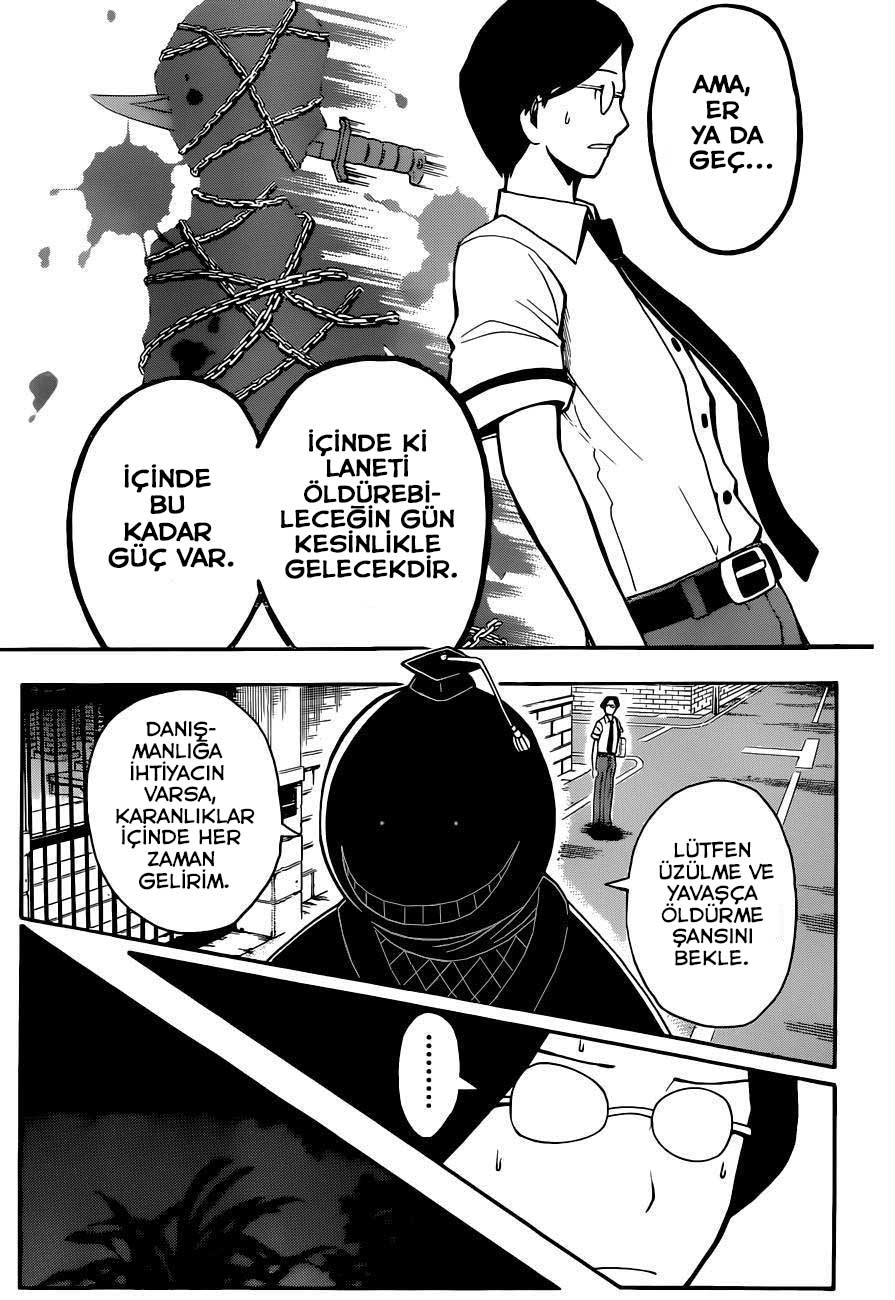 AMA,
ER
YA DA
GEÇ...
İÇİNDE Kİ
LANETİ
ÖLDÜREBİ-
LECEĞİN GÜN
KESİNLİKLE
GELECEKDİR.
İÇİNDE
BU
KADAR
GÜÇ VAR.
LÜTFEN
ÜZÜLME VE
YAVAŞÇA
ÖLDÜRME
ŞANSINI
BEKLE.
DANIŞ-
MANLIĞA
İHTİYACIN
VARSA,
KARANLIKLAR
İÇİNDE HER
ZAMAN
GELİRİM.
........